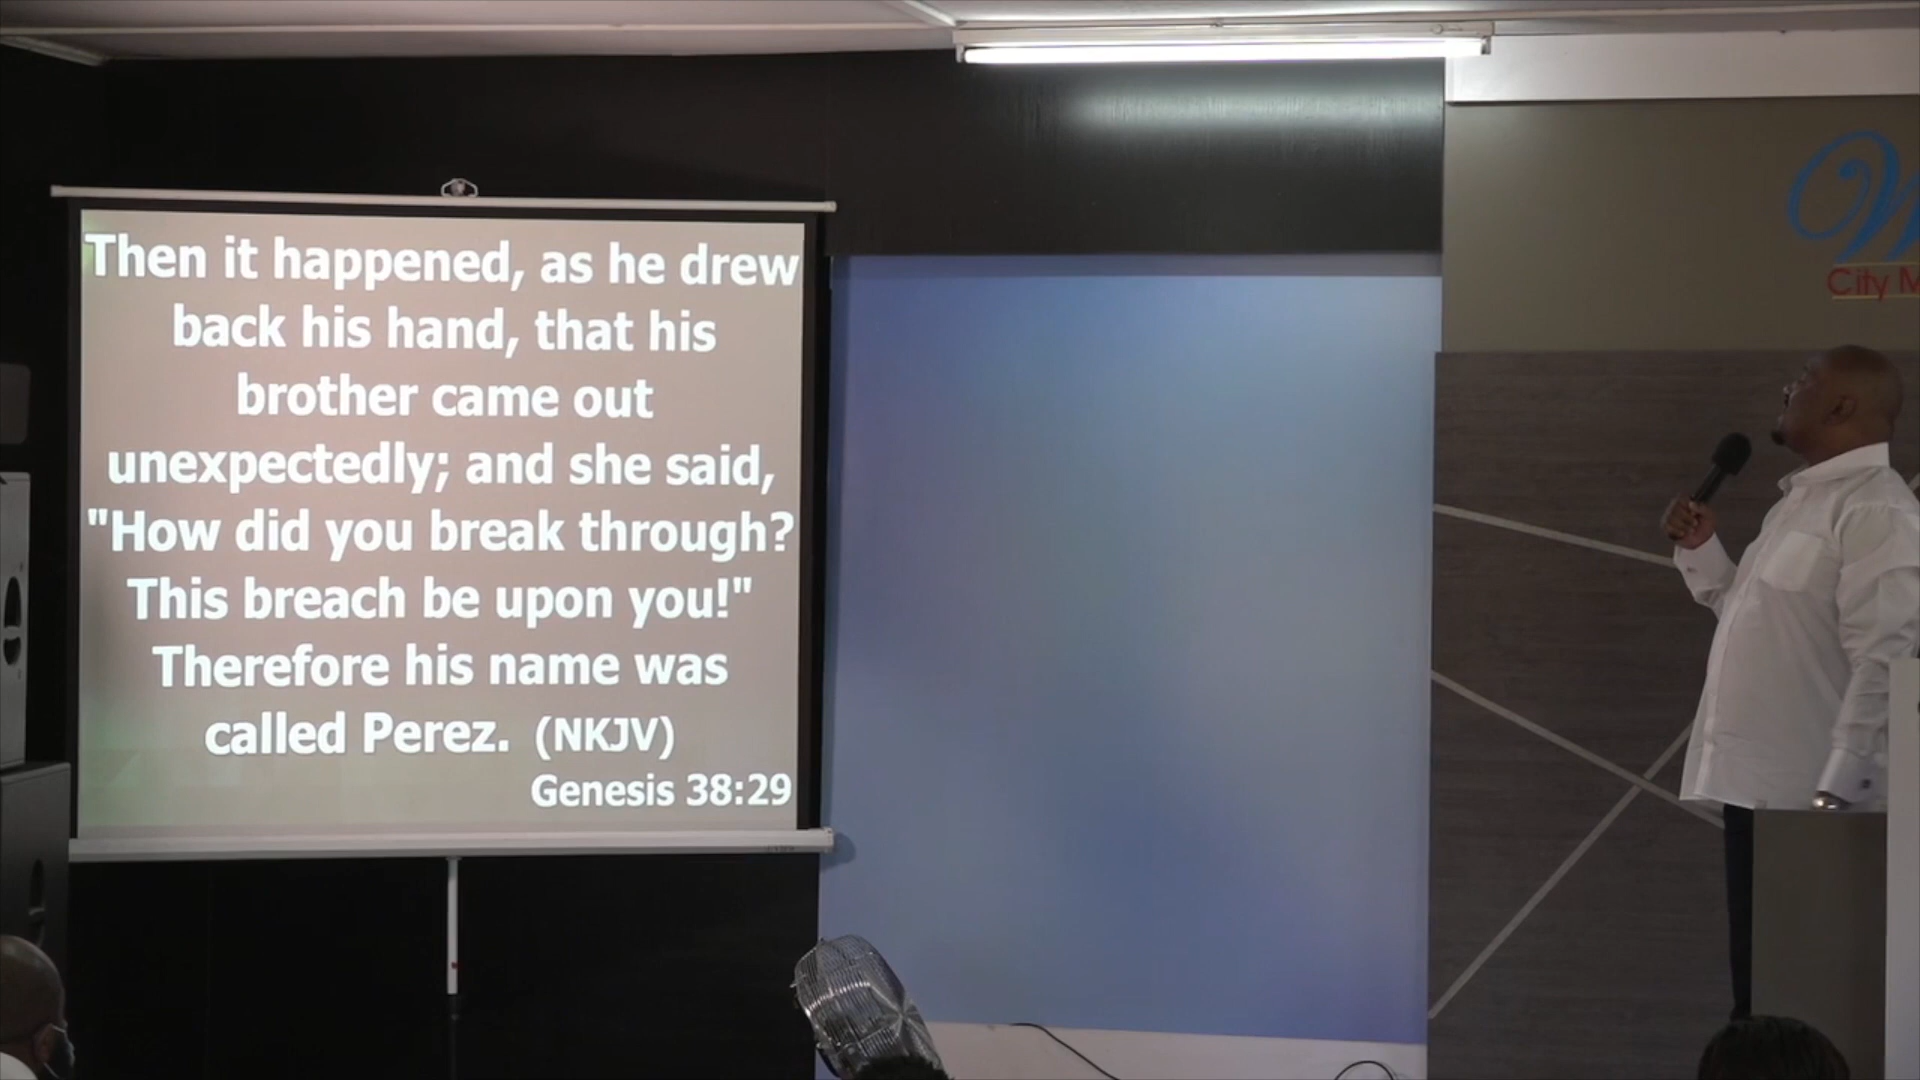 Then it happened, as he drew
back his hand, that his
brother came out
unexpectedly; and she said,
"How did you break through?
This breach be upon you!"
Therefore his name was
called Perez. (NKJV)
Genesis 38:29
City